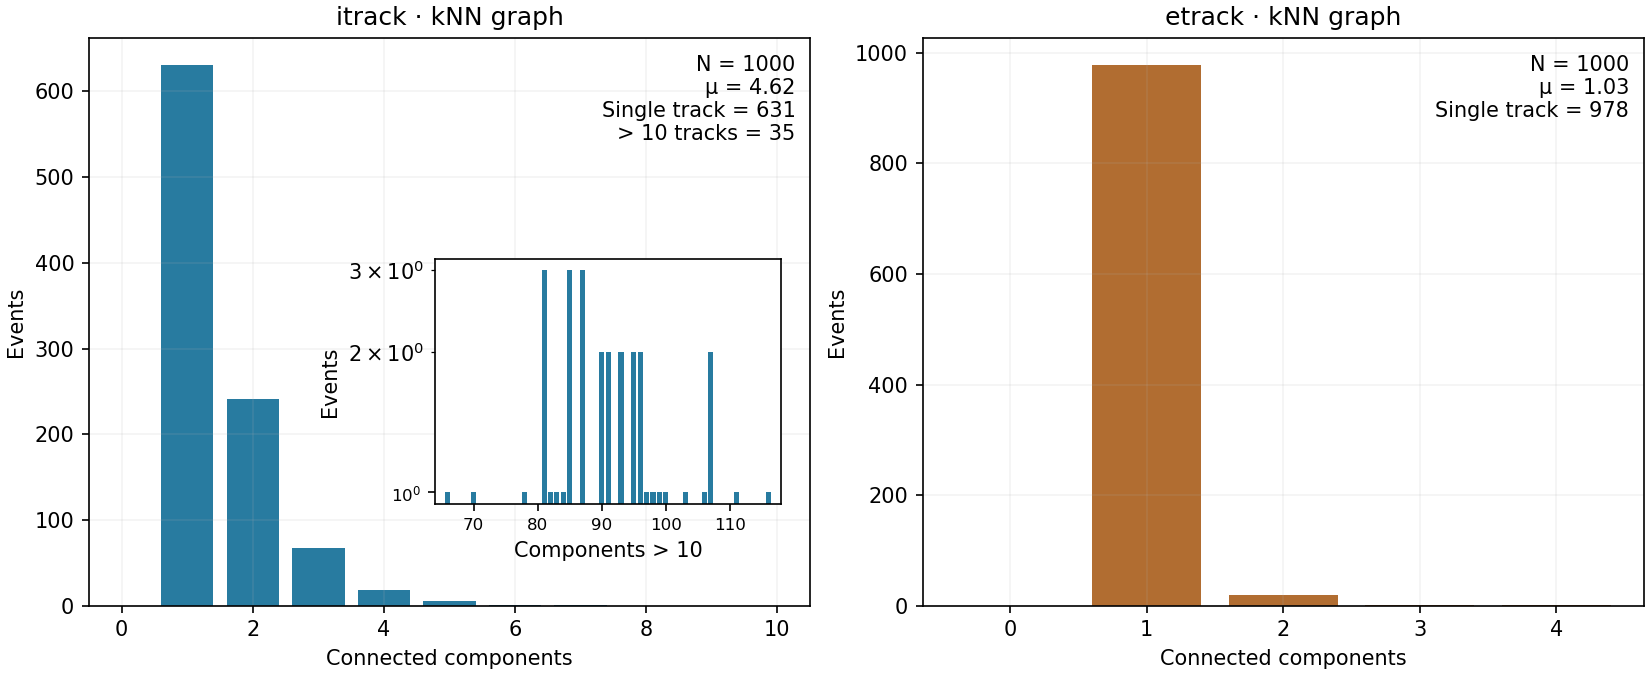 itrack · kNN graph
N = 1000
μ = 4.62
Single track = 631
> 10 tracks = 35
Events
600
500
400
300
200
100
0
0 2 4 6 8 10
Connected components
Events
3 × 10⁰
2 × 10⁰
10⁰
70 80 90 100 110
Components > 10
etrack · kNN graph
N = 1000
μ = 1.03
Single track = 978
Events
1000
800
600
400
200
0
0 1 2 3 4
Connected components